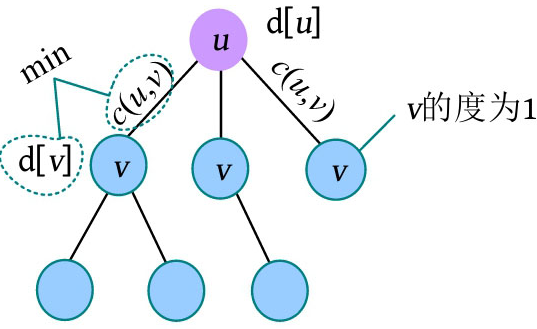 u
d[u]
min
c(u,v)
c(u,v)
v的度为1
d[v]
v
v
v